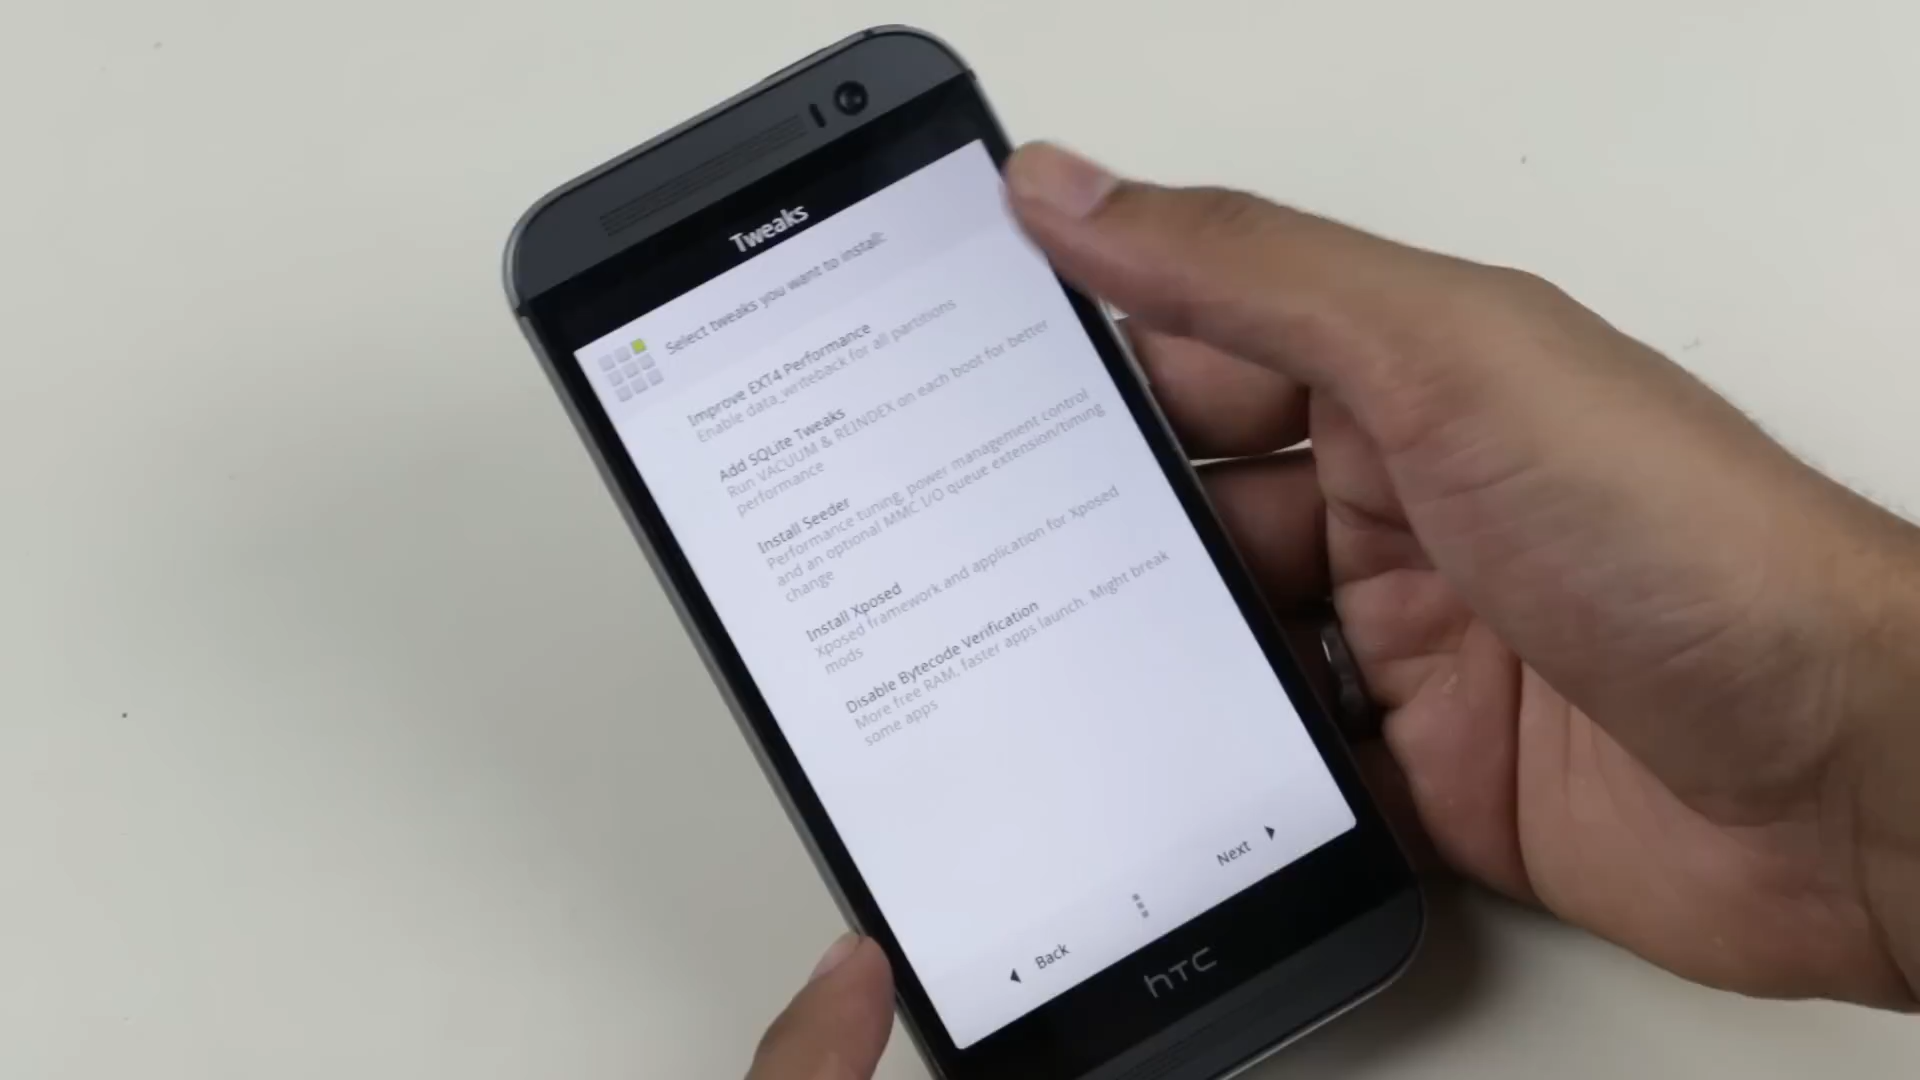 Tweaks
Select tweaks you want to install:
Improve EXT4 Performance
Enable data_writeback for all partitions
Add SQLite Tweaks
Run VACUUM & REINDEX on each boot for better
performance
Install Seeder
Performance tuning, power management control
and an optional MMC I/O queue extension/timing
change
Install Xposed
Xposed framework and application for Xposed
mods
Disable Bytecode Verification
More free RAM, faster apps launch. Might break
some apps
Next
Back
hTC